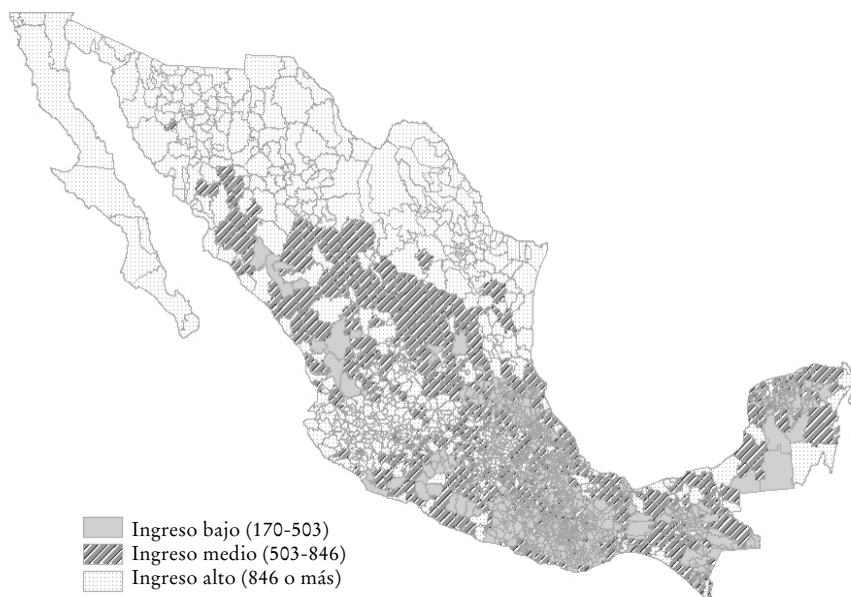 Ingreso bajo (170-503)
Ingreso medio (503-846)
Ingreso alto (846 o más)